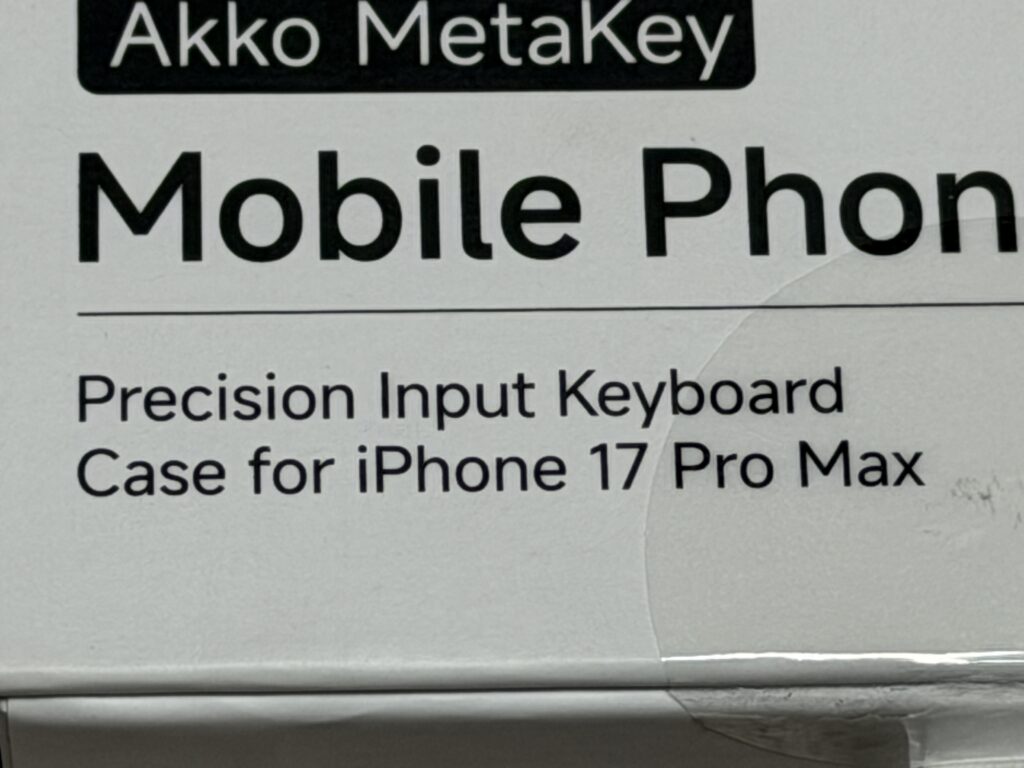 Akko MetaKey
Mobile Phon
Precision Input Keyboard
Case for iPhone 17 Pro Max